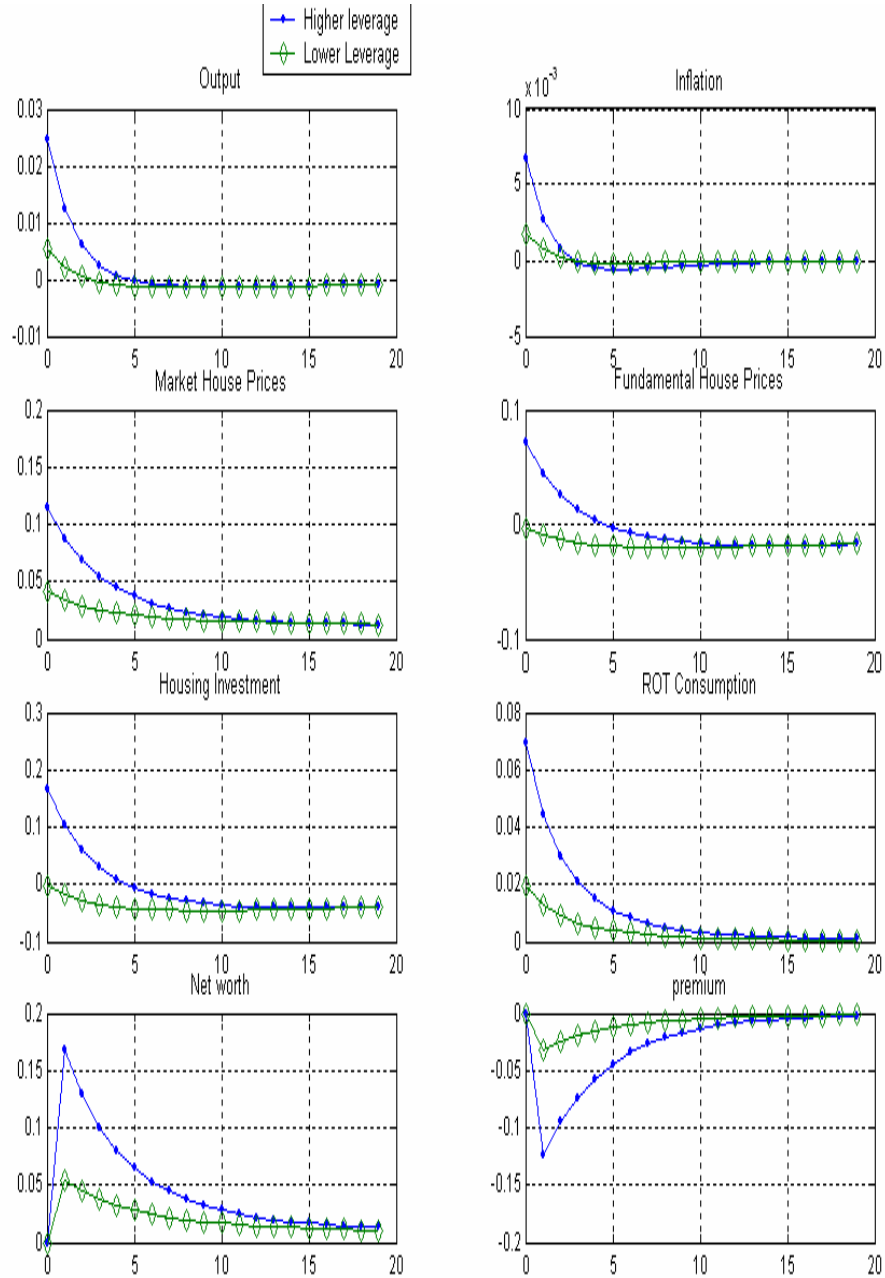 Higher leverage
Lower Leverage
Output
0.03
0.02
0.01
0
-0.01
0 5 10 15 20
Inflation
x 10⁻³
10
5
0
-5
0 5 10 15 20
Market House Prices
0.2
0.15
0.1
0.05
0
0 5 10 15 20
Fundamental House Prices
0.1
0
-0.1
0 5 10 15 20
Housing Investment
0.3
0.2
0.1
0
-0.1
0 5 10 15 20
ROT Consumption
0.08
0.06
0.04
0.02
0
0 5 10 15 20
Net worth
0.2
0.15
0.1
0.05
0
0 5 10 15 20
premium
0
-0.05
-0.1
-0.15
-0.2
0 5 10 15 20